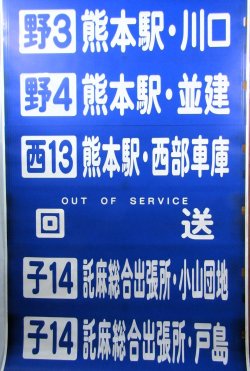 野3 熊本駅・川口
野4 熊本駅・並建
西13 熊本駅・西部車庫
OUT OF SERVICE
回送
子14 託麻総合出張所・小山団地
子14 託麻総合出張所・戸島